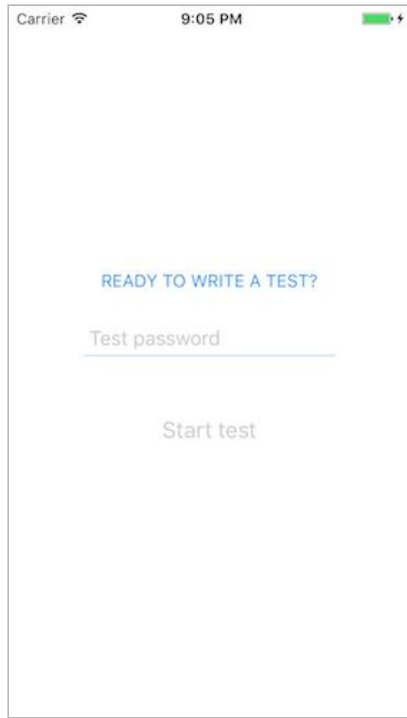 Carrier 9:05 PM
READY TO WRITE A TEST?
Test password
Start test